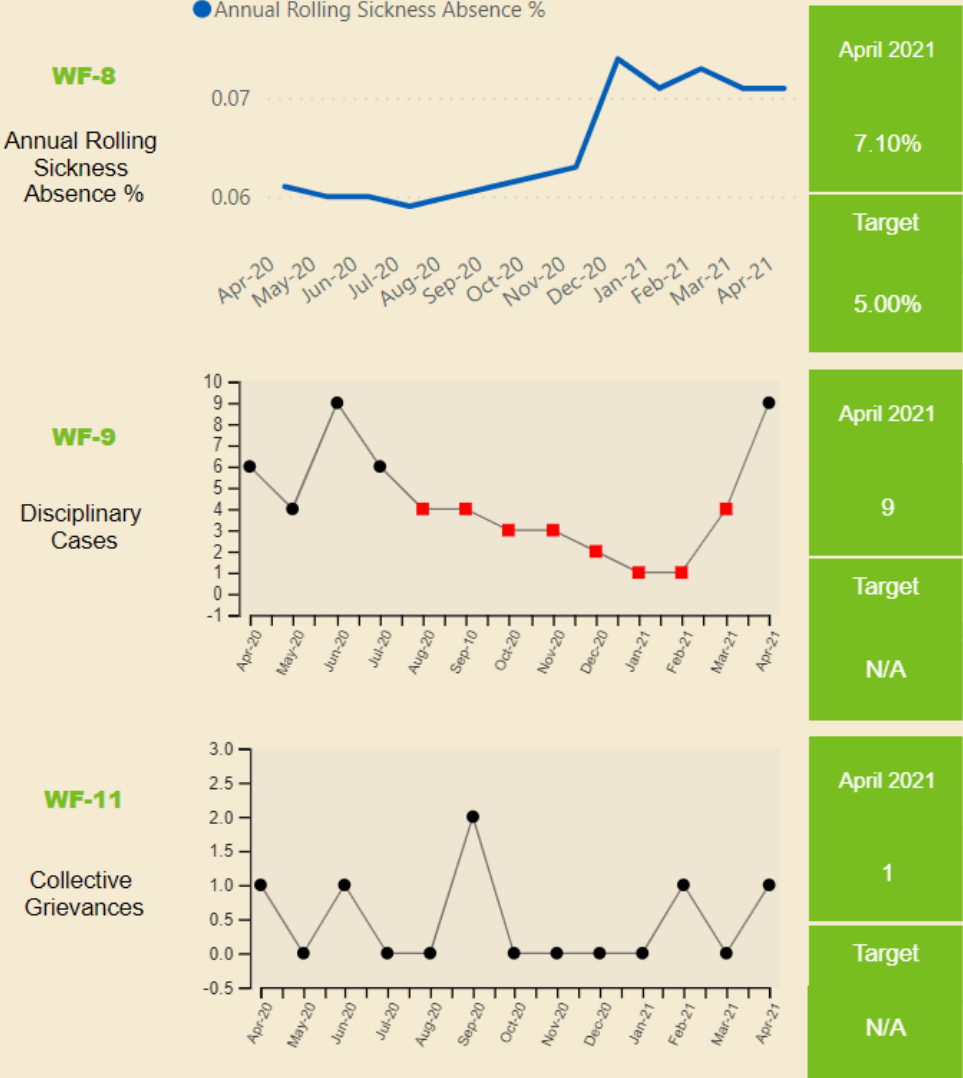 Annual Rolling Sickness Absence %
WF-8
Annual Rolling
Sickness
Absence %
0.07
0.06
Apr-20
May-20
Jun-20
Jul-20
Aug-20
Sep-20
Oct-20
Nov-20
Dec-20
Jan-21
Feb-21
Mar-21
Apr-21
April 2021
7.10%
Target
5.00%
WF-9
Disciplinary
Cases
10
9
8
7
6
5
4
3
2
1
0
-1
Apr-20
May-20
Jun-20
Jul-20
Aug-20
Sep-10
Oct-20
Nov-20
Dec-20
Jan-21
Feb-21
Mar-21
Apr-21
April 2021
9
Target
N/A
WF-11
Collective
Grievances
3.0
2.5
2.0
1.5
1.0
0.5
0.0
-0.5
Apr-20
May-20
Jun-20
Jul-20
Aug-20
Sep-20
Oct-20
Nov-20
Dec-20
Jan-21
Feb-21
Mar-21
Apr-21
April 2021
1
Target
N/A